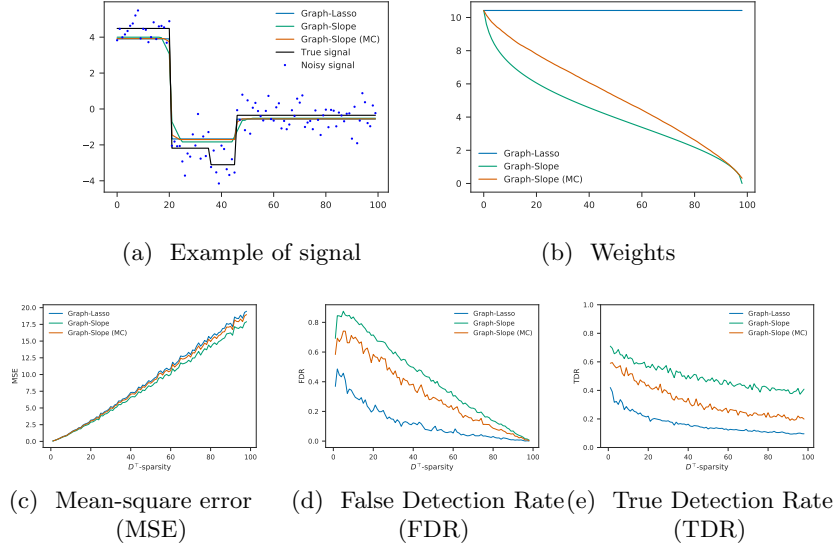 Graph-Lasso
Graph-Slope
Graph-Slope (MC)
True signal
Noisy signal
4
2
0
−2
−4
0 20 40 60 80 100
(a) Example of signal
10
8
6
4
2
0
Graph-Lasso
Graph-Slope
Graph-Slope (MC)
0 20 40 60 80 100
(b) Weights
20.0
17.5
15.0
12.5
10.0
7.5
5.0
2.5
0.0
MSE
Graph-Lasso
Graph-Slope
Graph-Slope (MC)
0 20 40 60 80 100
D⊤-sparsity
(c) Mean-square error
(MSE)
0.8
0.6
0.4
0.2
0.0
FDR
Graph-Lasso
Graph-Slope
Graph-Slope (MC)
0 20 40 60 80 100
D⊤-sparsity
(d) False Detection Rate
(FDR)
1.0
0.8
0.6
0.4
0.2
0.0
TDR
Graph-Lasso
Graph-Slope
Graph-Slope (MC)
0 20 40 60 80 100
D⊤-sparsity
(e) True Detection Rate
(TDR)